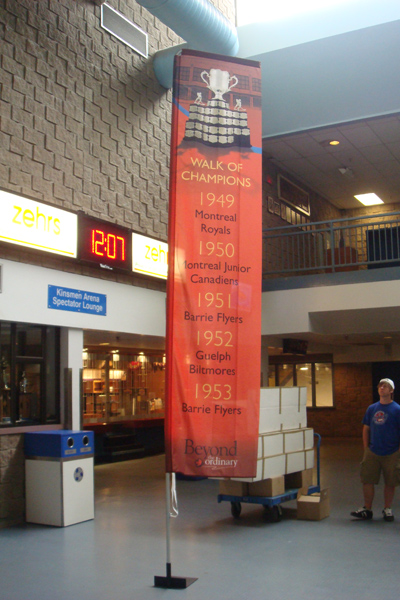 zehrs
12:07
zehrs
Kinsmen Arena
Spectator Lounge
WALK OF
CHAMPIONS
1949
Montreal
Royals
1950
Montreal Junior
Canadiens
1951
Barrie Flyers
1952
Guelph
Biltmores
1953
Barrie Flyers
Beyond
Ordinary